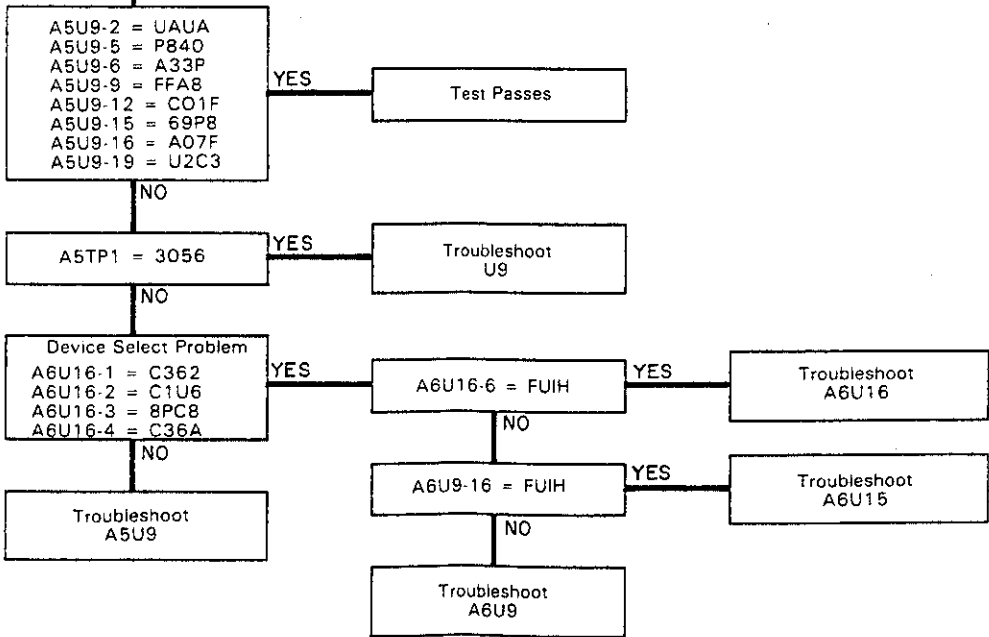 A5U9-2 = UAUA
A5U9-5 = P840
A5U9-6 = A33P
A5U9-9 = FFA8
A5U9-12 = CO1F
A5U9-15 = 69P8
A5U9-16 = A07F
A5U9-19 = U2C3
YES
Test Passes
NO
A5TP1 = 3056
YES
Troubleshoot
U9
NO
Device Select Problem
A6U16-1 = C362
A6U16-2 = C1U6
A6U16-3 = 8PC8
A6U16-4 = C36A
YES
A6U16-6 = FUIH
YES
Troubleshoot
A6U16
NO
NO
A6U9-16 = FUIH
YES
Troubleshoot
A6U15
Troubleshoot
A5U9
NO
Troubleshoot
A6U9